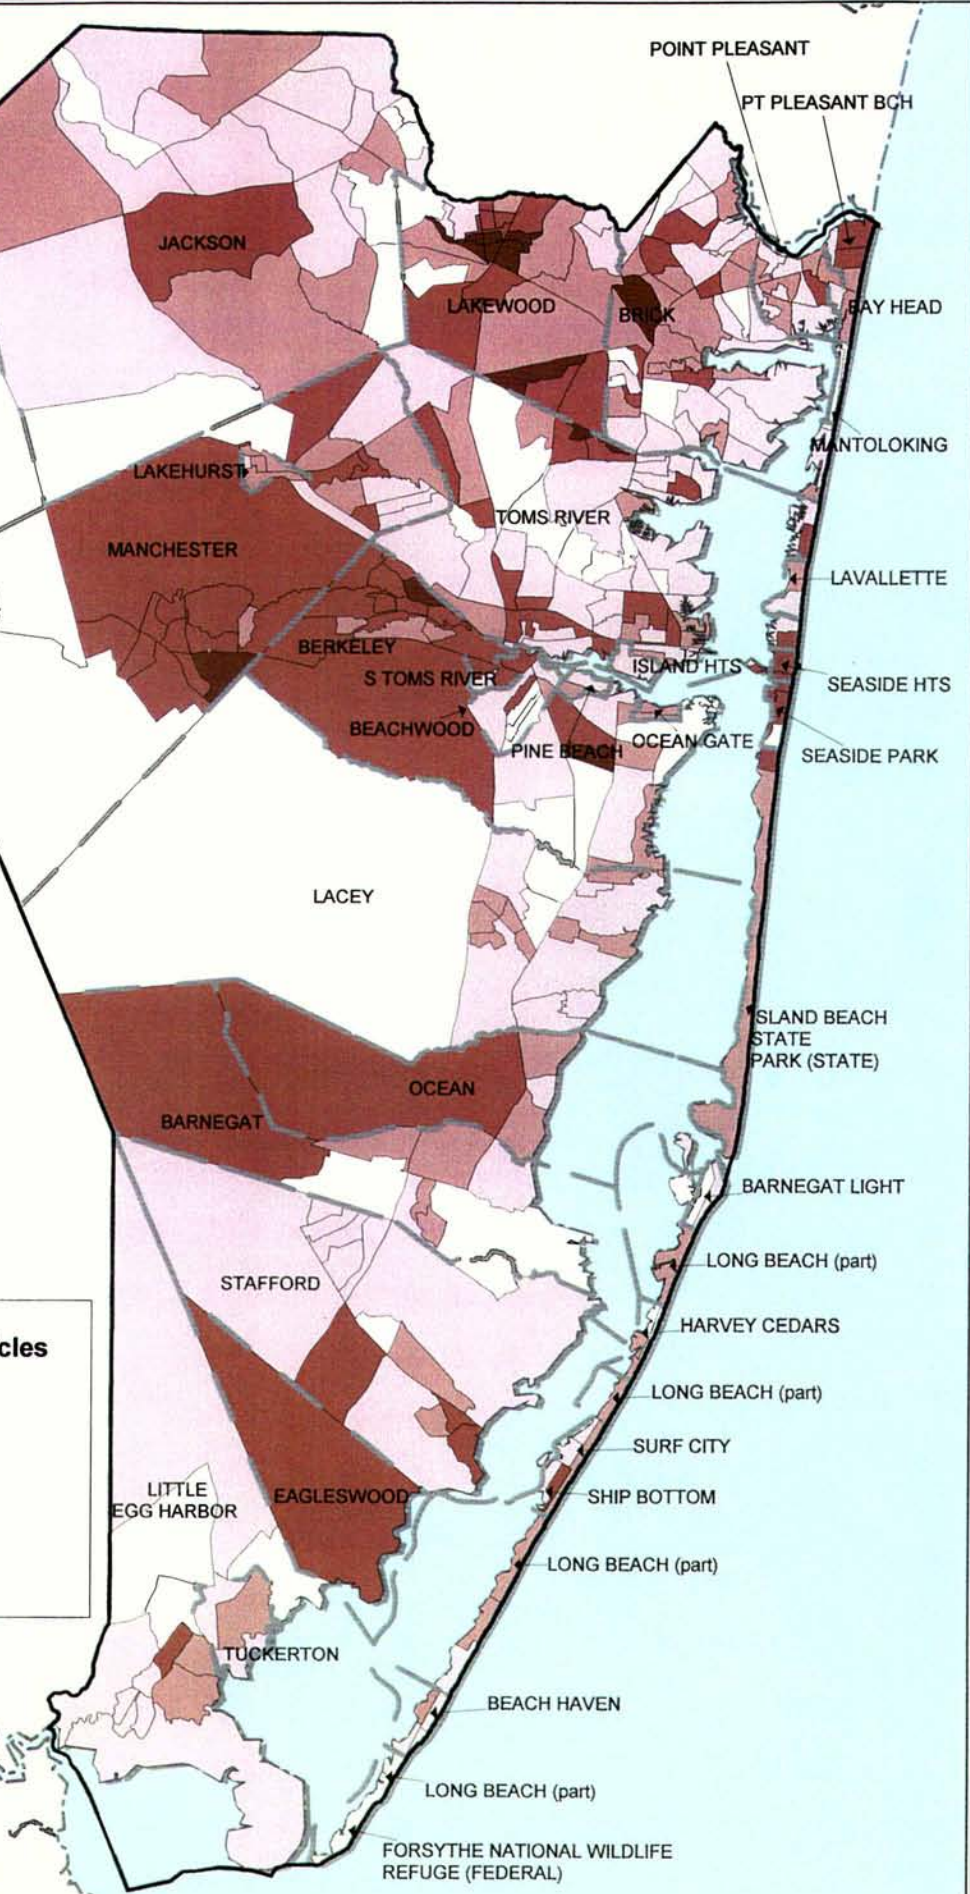 POINT PLEASANT
PT PLEASANT BCH
JACKSON
LAKEWOOD
BRICK
BAY HEAD
MANTOLOKING
LAKEHURST
TOMS RIVER
MANCHESTER
LAVALLETTE
BERKELEY
ISLAND HTS
S TOMS RIVER
SEASIDE HTS
BEACHWOOD
PINE BEACH
OCEAN GATE
SEASIDE PARK
LACEY
SLAND BEACH
STATE
PARK (STATE)
OCEAN
BARNEGAT
BARNEGAT LIGHT
LONG BEACH (part)
STAFFORD
HARVEY CEDARS
cles
LONG BEACH (part)
SURF CITY
LITTLE
EGG HARBOR
EAGLESWOOD
SHIP BOTTOM
LONG BEACH (part)
TUCKERTON
BEACH HAVEN
LONG BEACH (part)
FORSYTHE NATIONAL WILDLIFE
REFUGE (FEDERAL)